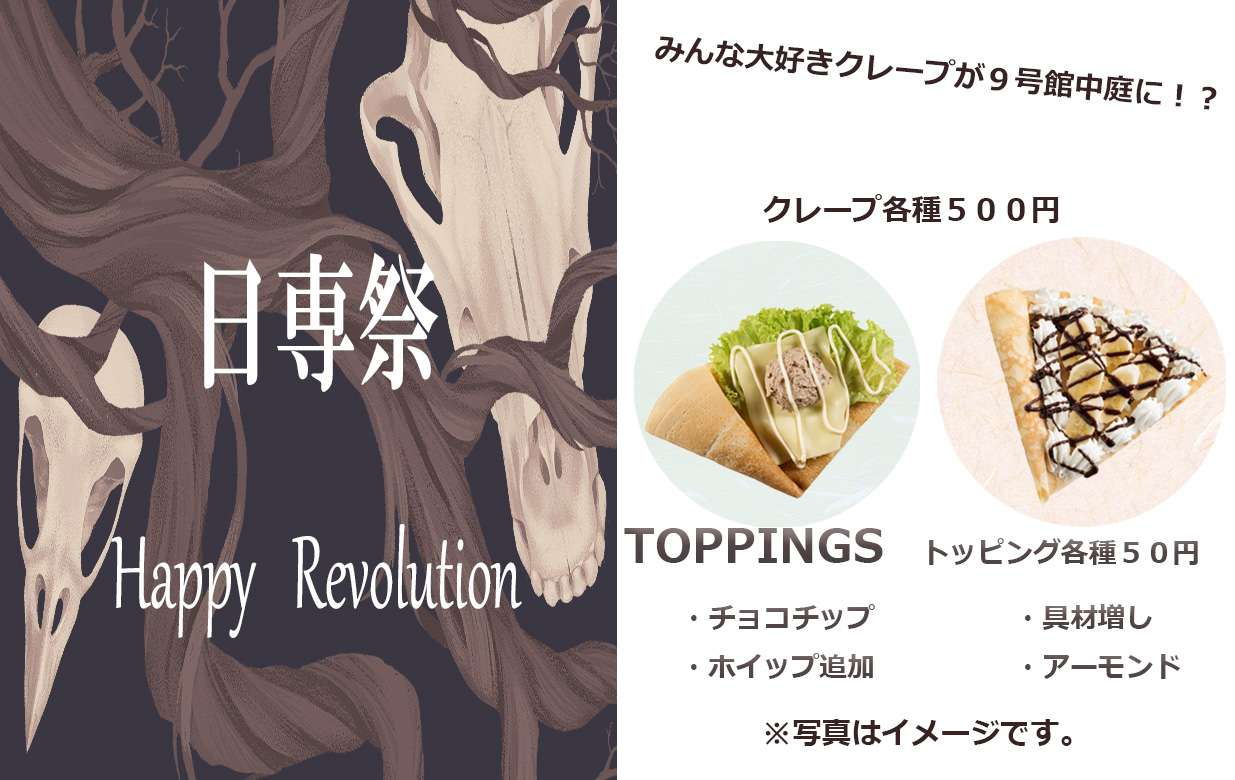 日専祭
Happy Revolution
みんな大好きクレープが９号館中庭に！？
クレープ各種５００円
TOPPINGS
トッピング各種５０円
・チョコチップ
・具材増し
・ホイップ追加
・アーモンド
※写真はイメージです。